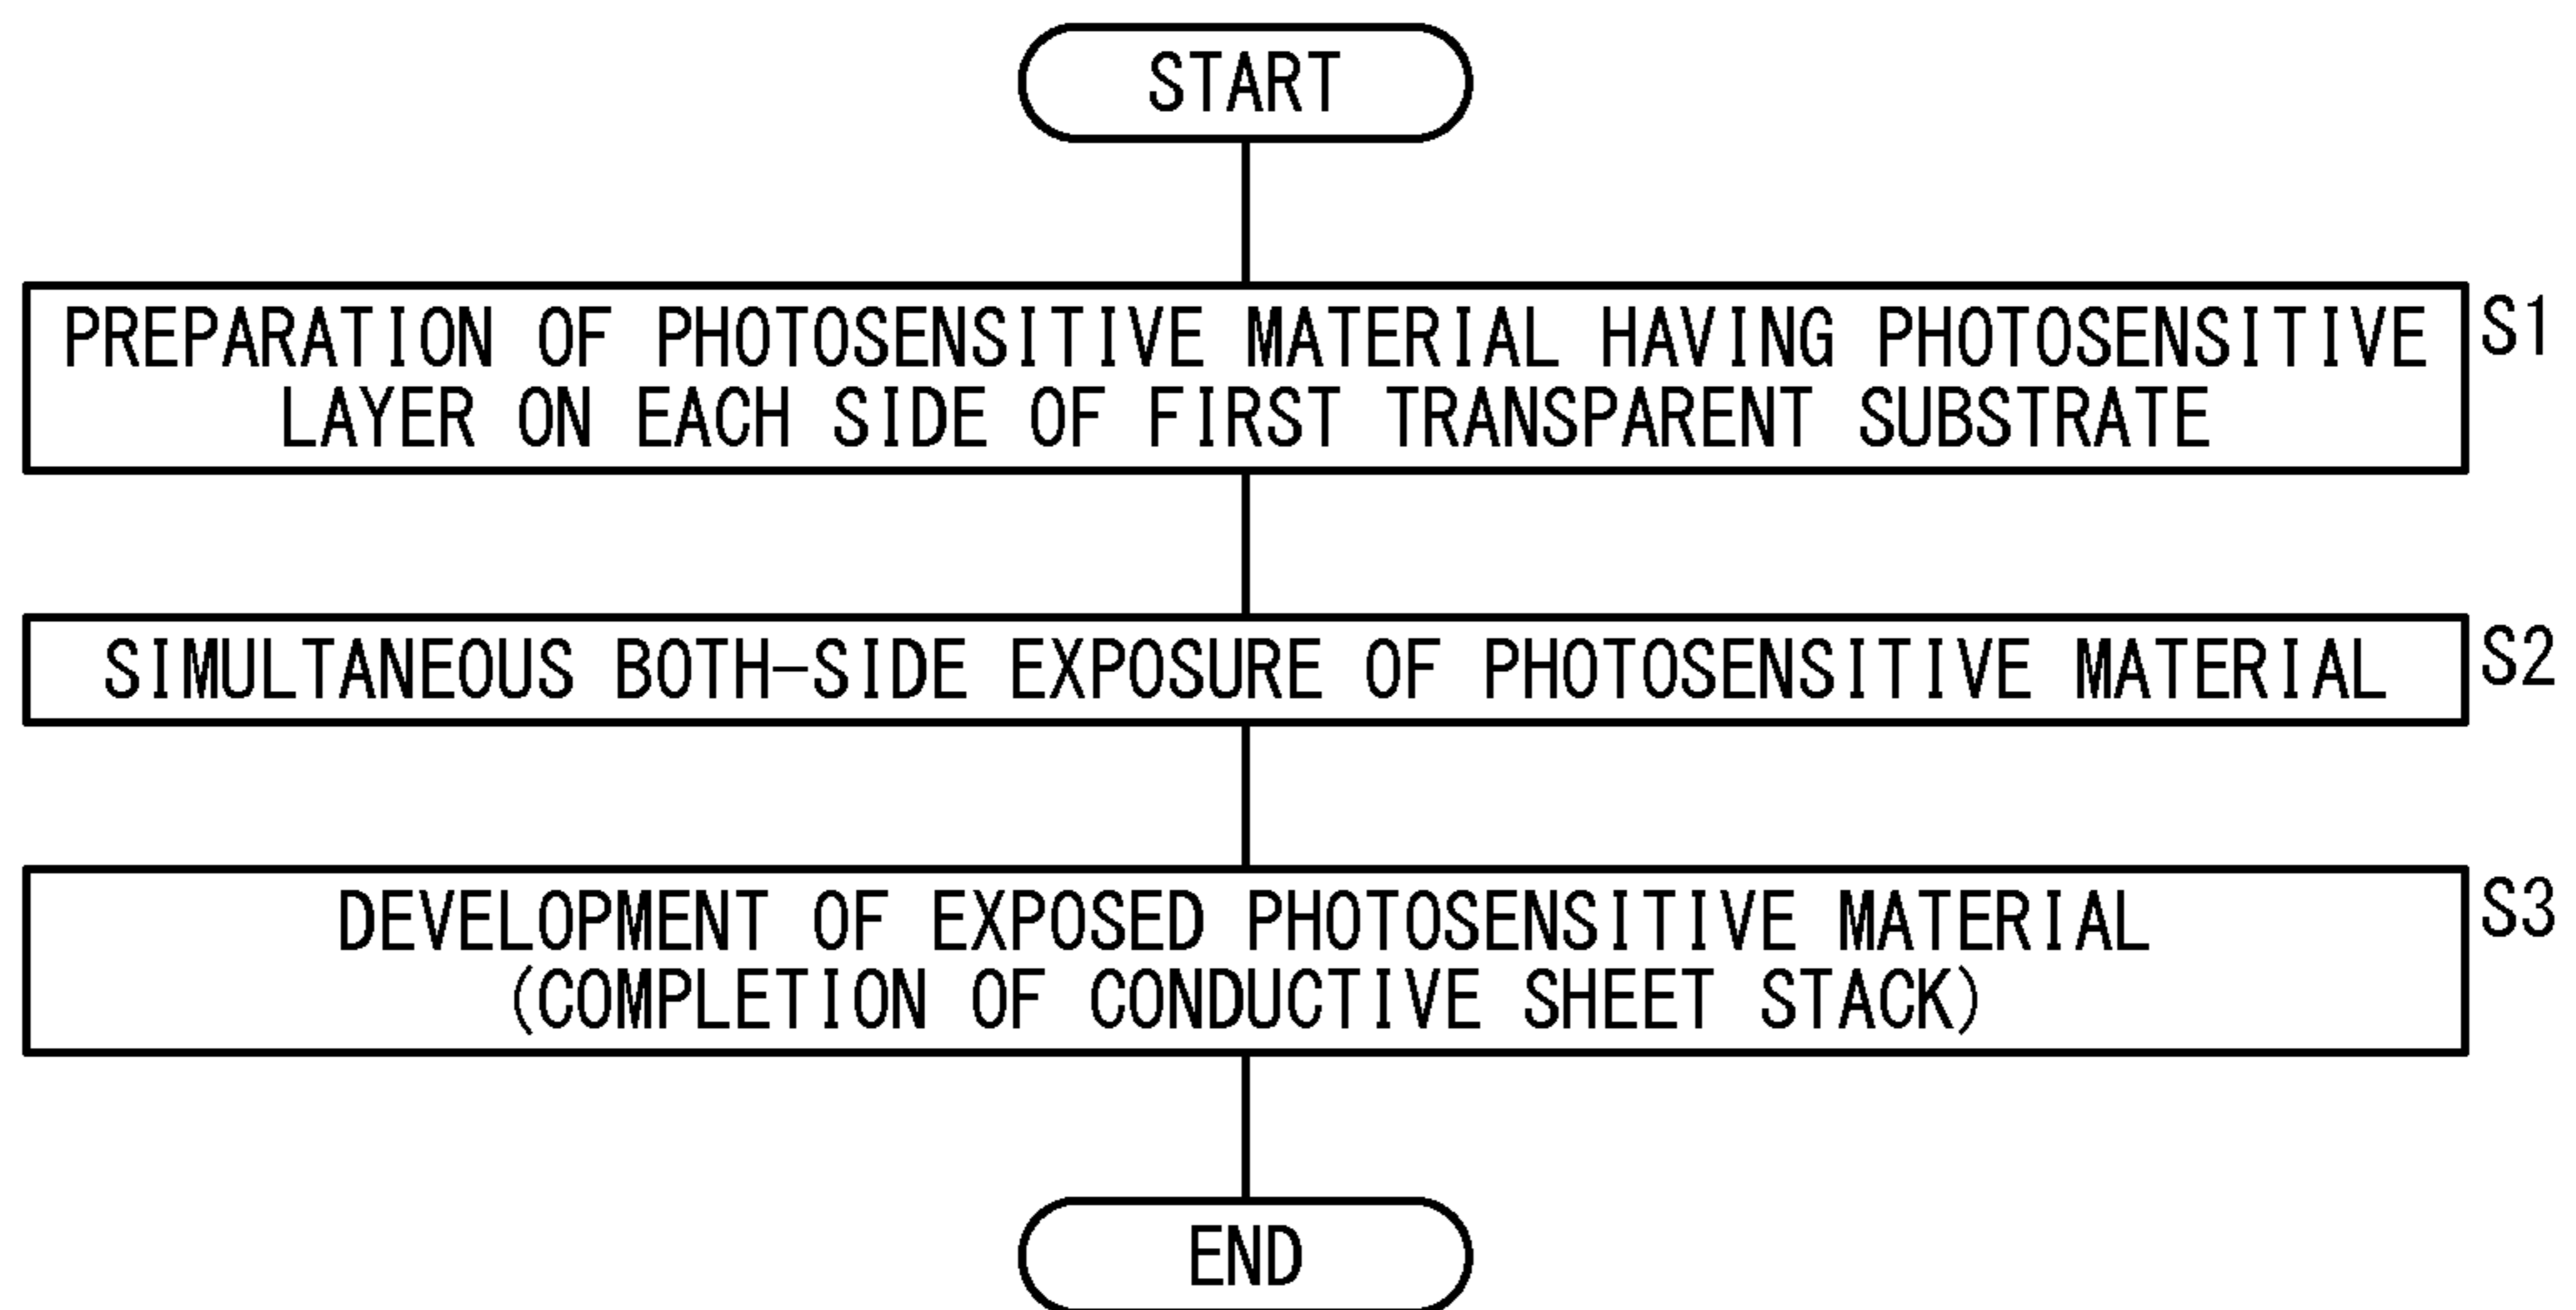 START
PREPARATION OF PHOTOSENSITIVE MATERIAL HAVING PHOTOSENSITIVE
LAYER ON EACH SIDE OF FIRST TRANSPARENT SUBSTRATE
S1
SIMULTANEOUS BOTH-SIDE EXPOSURE OF PHOTOSENSITIVE MATERIAL
S2
DEVELOPMENT OF EXPOSED PHOTOSENSITIVE MATERIAL
(COMPLETION OF CONDUCTIVE SHEET STACK)
S3
END